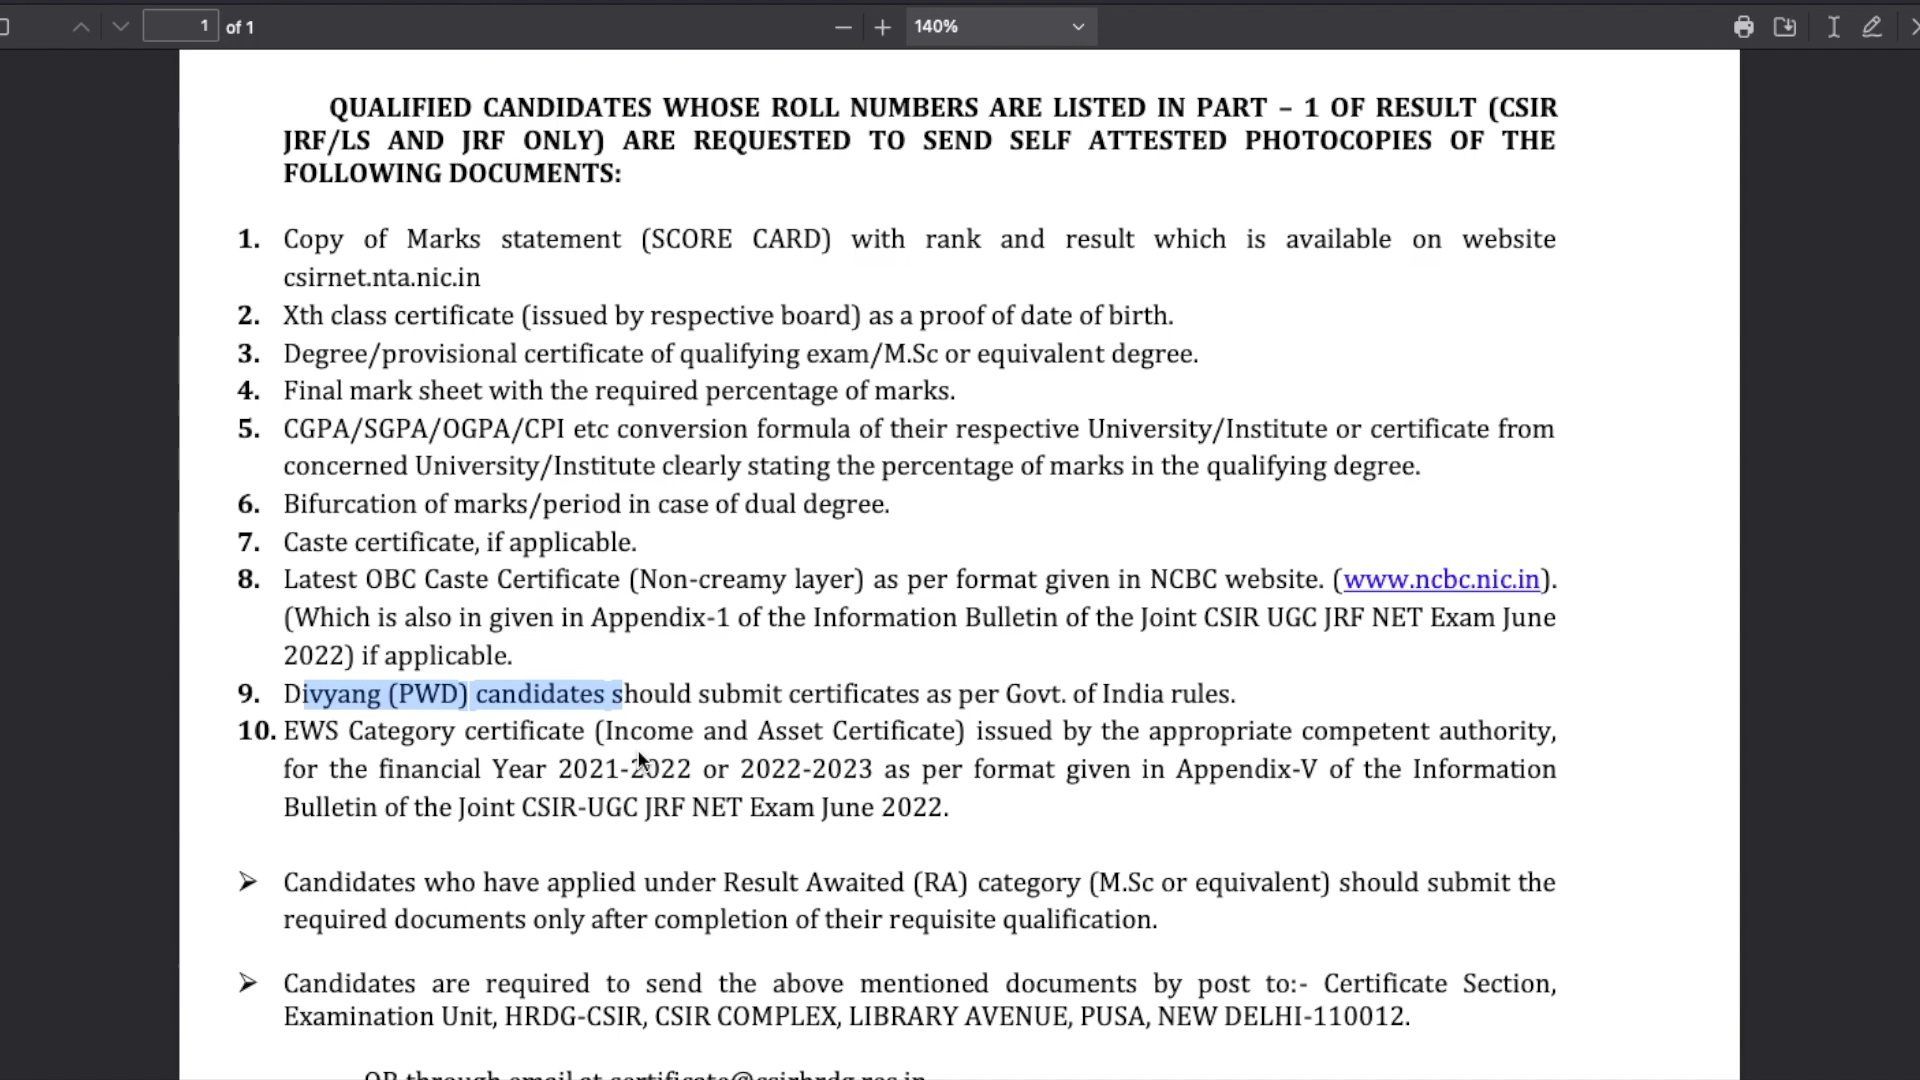 1 of 1
140%
QUALIFIED CANDIDATES WHOSE ROLL NUMBERS ARE LISTED IN PART – 1 OF RESULT (CSIR
JRF/LS AND JRF ONLY) ARE REQUESTED TO SEND SELF ATTESTED PHOTOCOPIES OF THE
FOLLOWING DOCUMENTS:
1. Copy of Marks statement (SCORE CARD) with rank and result which is available on website
csirnet.nta.nic.in
2. Xth class certificate (issued by respective board) as a proof of date of birth.
3. Degree/provisional certificate of qualifying exam/M.Sc or equivalent degree.
4. Final mark sheet with the required percentage of marks.
5. CGPA/SGPA/OGPA/CPI etc conversion formula of their respective University/Institute or certificate from
concerned University/Institute clearly stating the percentage of marks in the qualifying degree.
6. Bifurcation of marks/period in case of dual degree.
7. Caste certificate, if applicable.
8. Latest OBC Caste Certificate (Non-creamy layer) as per format given in NCBC website. (www.ncbc.nic.in).
(Which is also in given in Appendix-1 of the Information Bulletin of the Joint CSIR UGC JRF NET Exam June
2022) if applicable.
9. Divyang (PWD) candidates should submit certificates as per Govt. of India rules.
10. EWS Category certificate (Income and Asset Certificate) issued by the appropriate competent authority,
for the financial Year 2021-2022 or 2022-2023 as per format given in Appendix-V of the Information
Bulletin of the Joint CSIR-UGC JRF NET Exam June 2022.
➢ Candidates who have applied under Result Awaited (RA) category (M.Sc or equivalent) should submit the
required documents only after completion of their requisite qualification.
➢ Candidates are required to send the above mentioned documents by post to:- Certificate Section,
Examination Unit, HRDG-CSIR, CSIR COMPLEX, LIBRARY AVENUE, PUSA, NEW DELHI-110012.
OR through email at certificate@csirhrdg.res.in